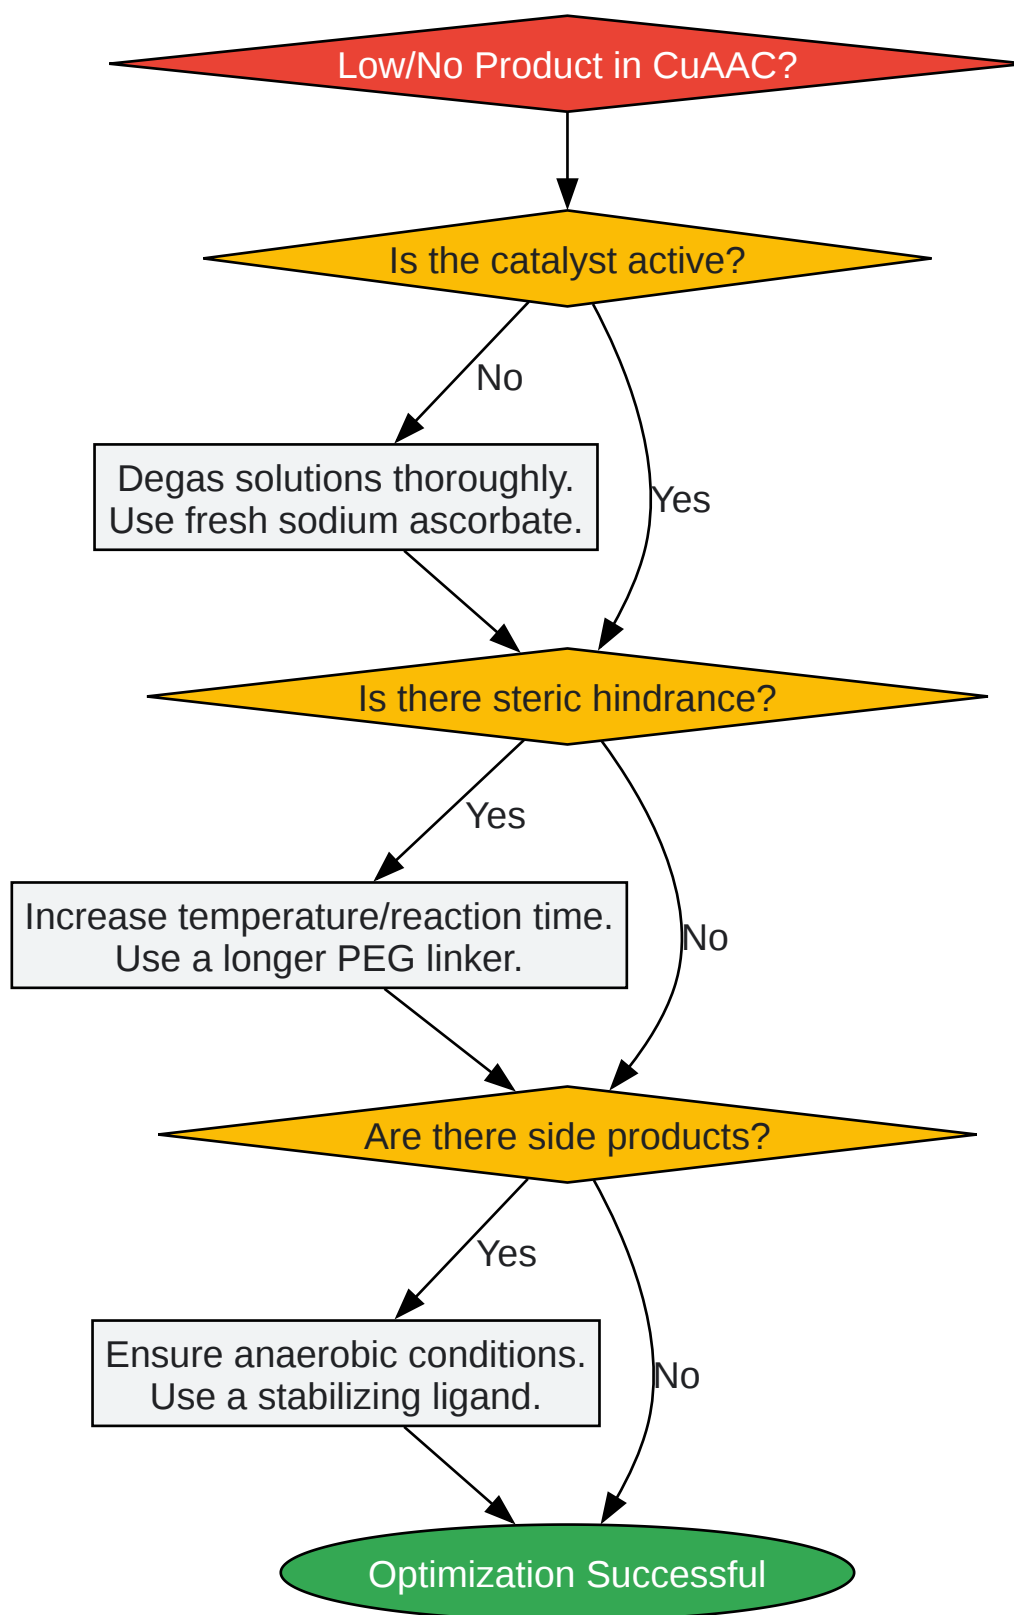 Low/No Product in CuAAC?
Is the catalyst active?
No
Degas solutions thoroughly.
Use fresh sodium ascorbate.
Yes
Is there steric hindrance?
Yes
Increase temperature/reaction time.
Use a longer PEG linker.
No
Are there side products?
Yes
Ensure anaerobic conditions.
Use a stabilizing ligand.
No
Optimization Successful